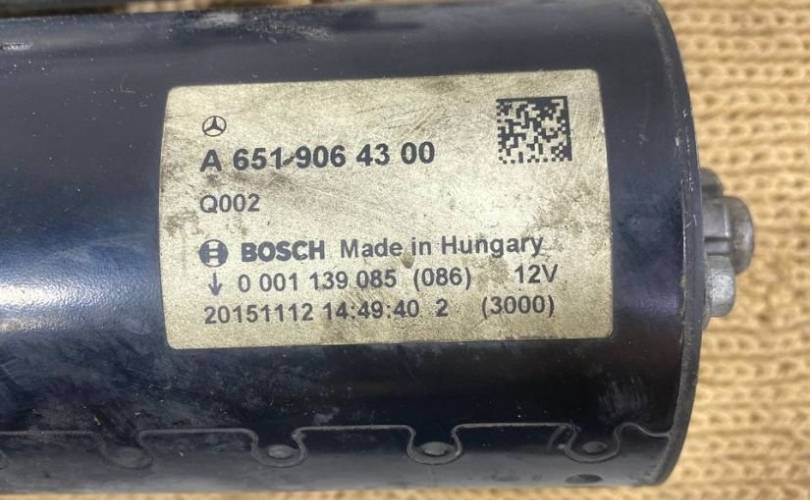 A 651 906 43 00
Q002
BOSCH Made in Hungary
↓ 0 001 139 085 (086) 12V
20151112 14:49:40 2 (3000)